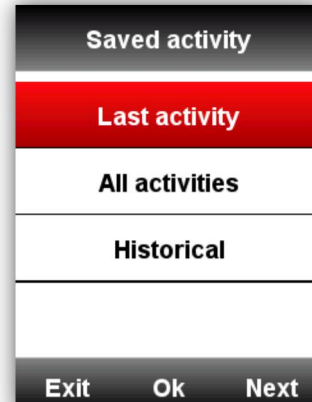 Saved activity
Last activity
All activities
Historical
Exit Ok Next